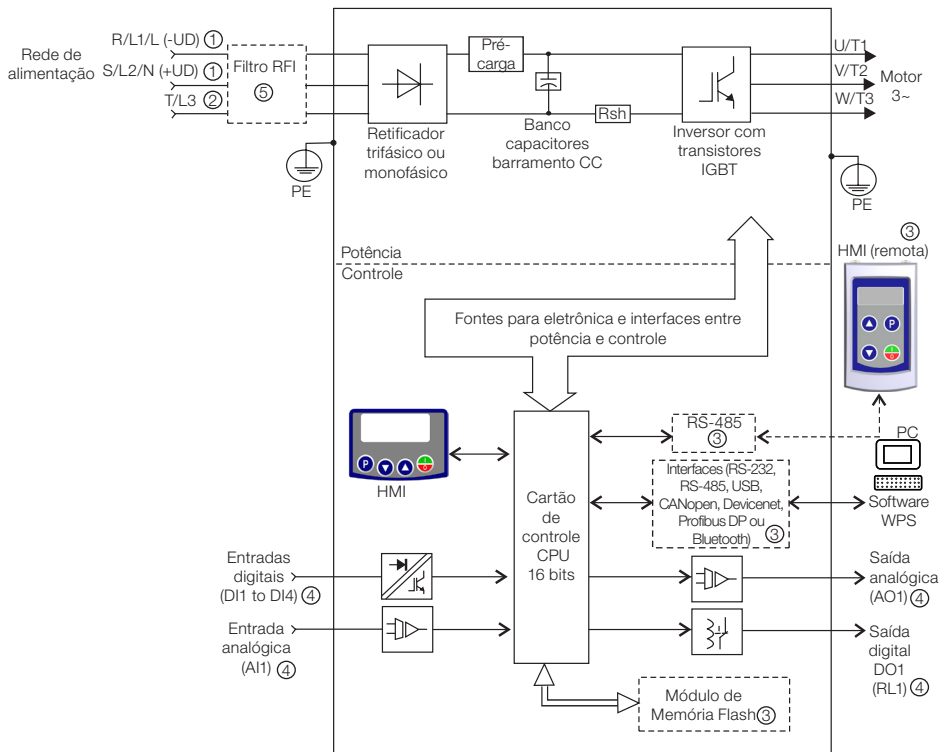 Rede de
alimentação
R/L1/L (-UD) ①
S/L2/N (+UD) ①
T/L3 ②
Filtro RFI
⑤
PE
Retificador
trifásico ou
monofásico
Pré-
carga
Banco
capacitores
barramento CC
Rsh
Inversor com
transistores
IGBT
U/T1
V/T2
W/T3
Motor
3~
PE
Potência
Controle
③
HMI (remota)
P
I
0
Fontes para eletrônica e interfaces entre
potência e controle
P
I
0
HMI
Cartão
de
controle
CPU
16 bits
RS-485
③
PC
Interfaces (RS-232,
RS-485, USB,
CANopen, Devicenet,
Profibus DP ou
Bluetooth) ③
Software
WPS
Entradas
digitais
(DI1 to DI4) ④
Entrada
analógica
(AI1) ④
Saída
analógica
(AO1) ④
Saída
digital
DO1
(RL1) ④
Módulo de
Memória Flash ③